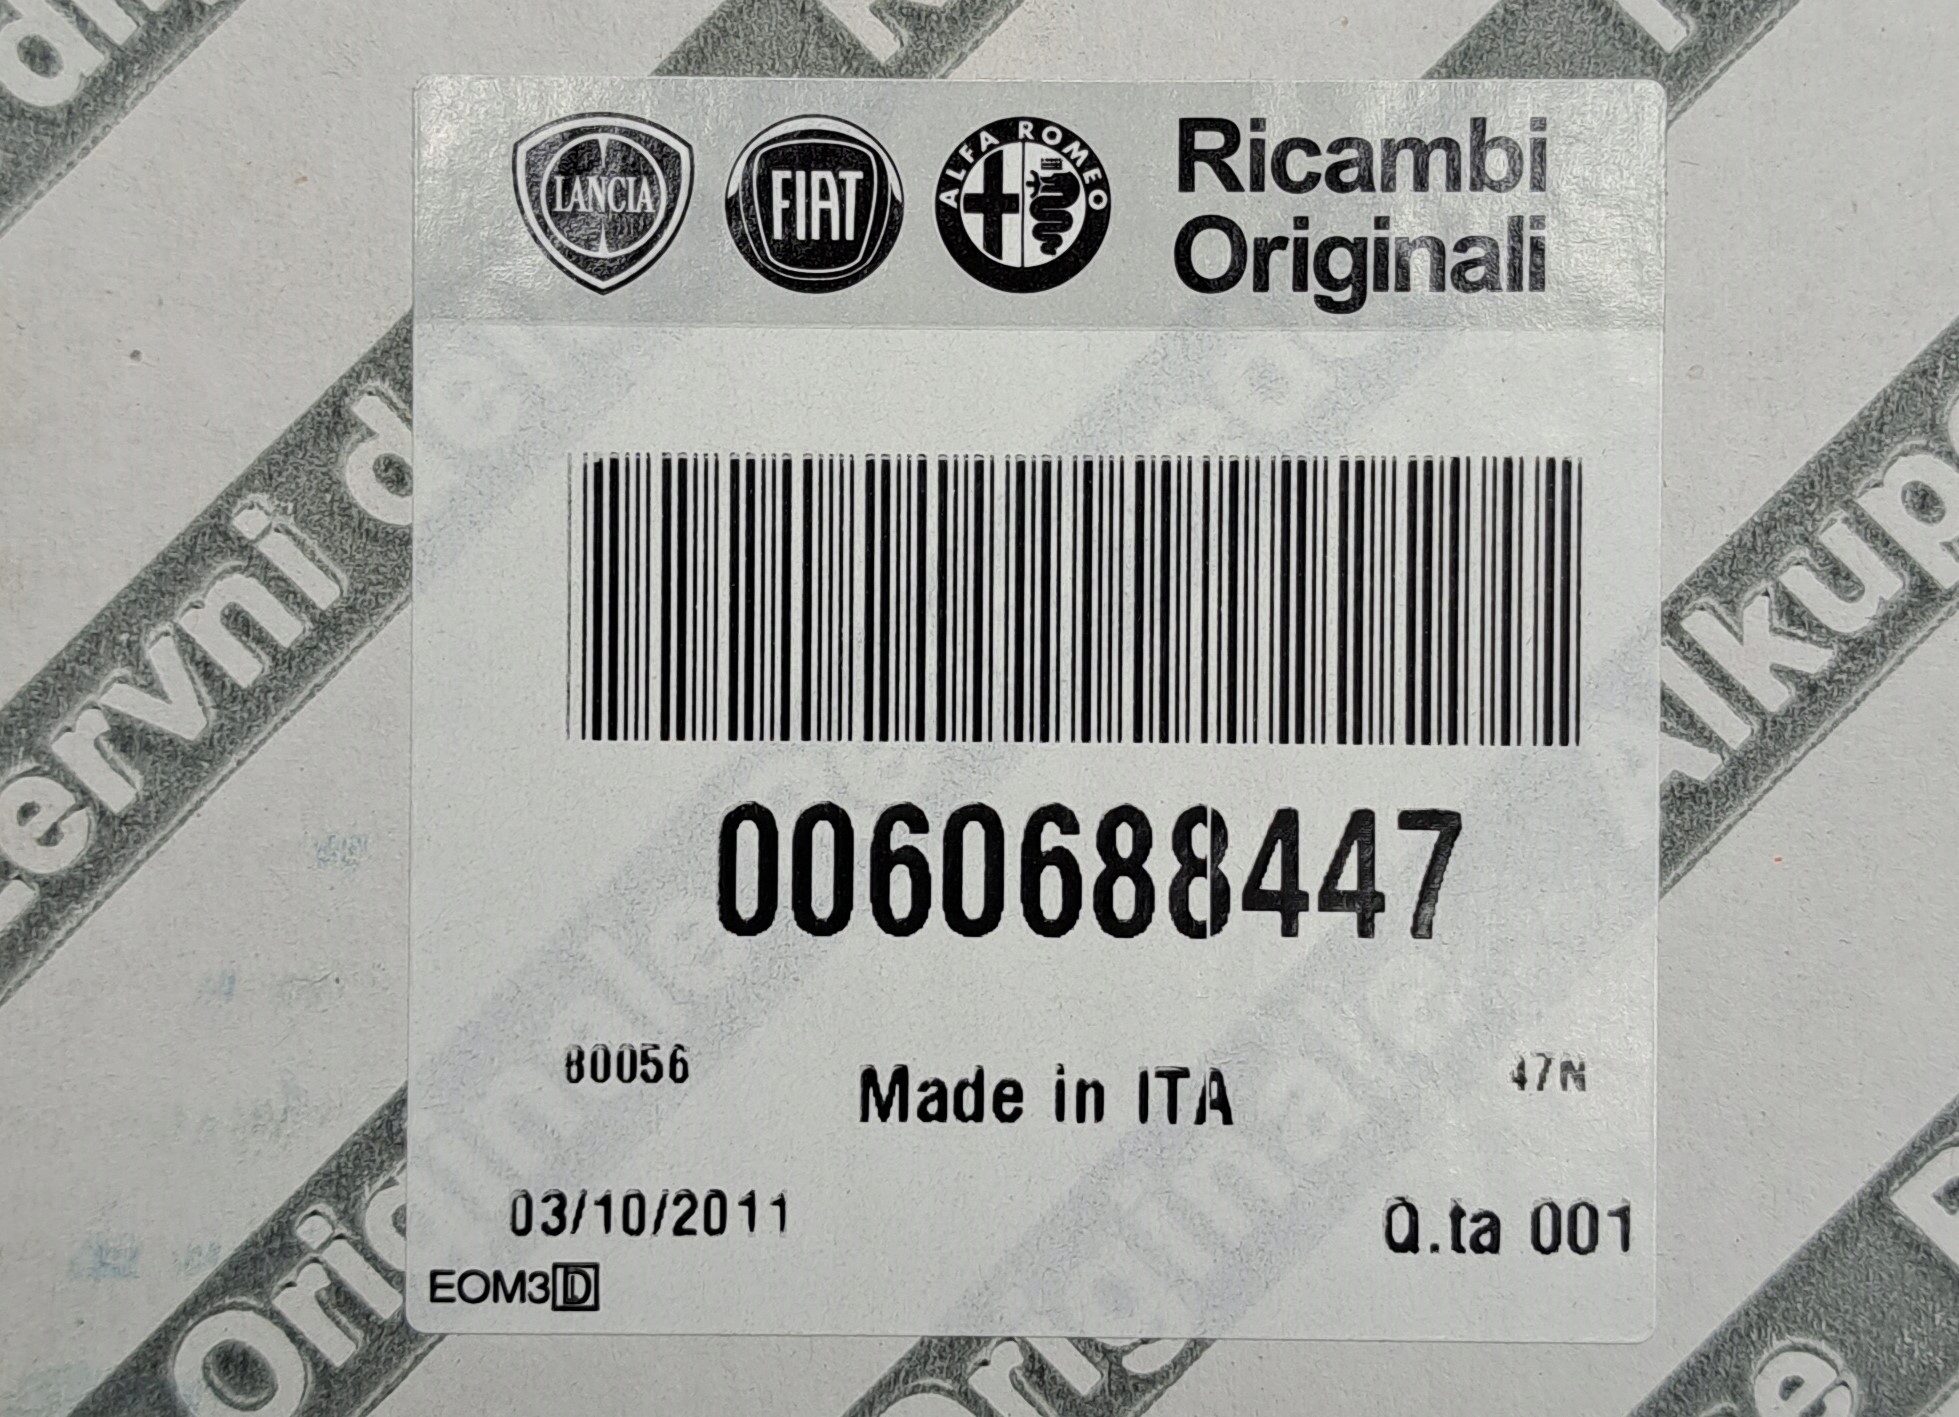 LANCIA FIAT ALFA ROMEO Ricambi
Originali
0060688447
80056
Made in ITA
47N
03/10/2011
Q.ta 001
EOM3D